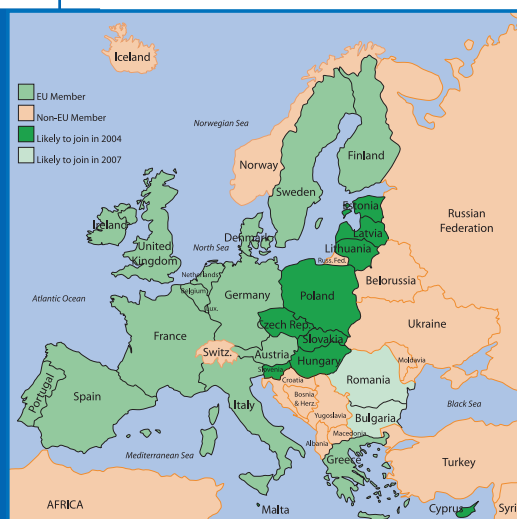 Iceland
EU Member
Non-EU Member
Likely to join in 2004
Likely to join in 2007
Norwegian Sea
Norway
Finland
Sweden
Russian
Federation
Estonia
Latvia
Lithuania
Russ. Fed.
Ireland
United
Kingdom
North Sea
Denmark
Netherlands
Belgium
Lux.
Germany
Poland
Belorussia
Atlantic Ocean
Czech Rep.
Slovakia
Ukraine
France
Switz.
Austria
Hungary
Moldavia
Slovenia
Croatia
Romania
Bosnia
& Herz.
Yugoslavia
Black Sea
Portugal
Spain
Italy
Bulgaria
Macedonia
Albania
Mediterranean Sea
Greece
Turkey
AFRICA
Malta
Cyprus
Syri